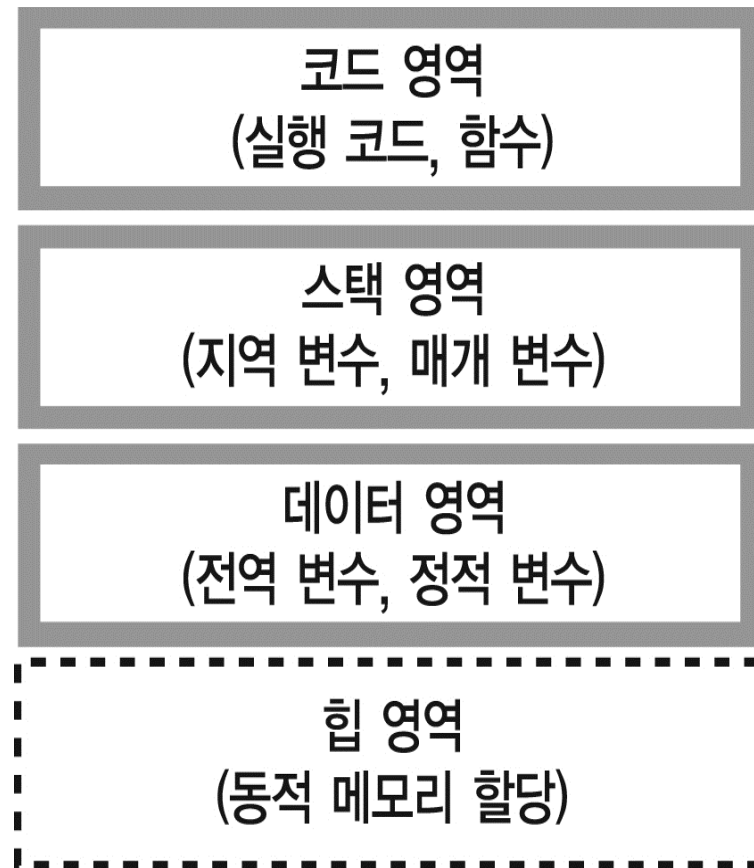 코드 영역
(실행 코드, 함수)
스택 영역
(지역 변수, 매개 변수)
데이터 영역
(전역 변수, 정적 변수)
힙 영역
(동적 메모리 할당)